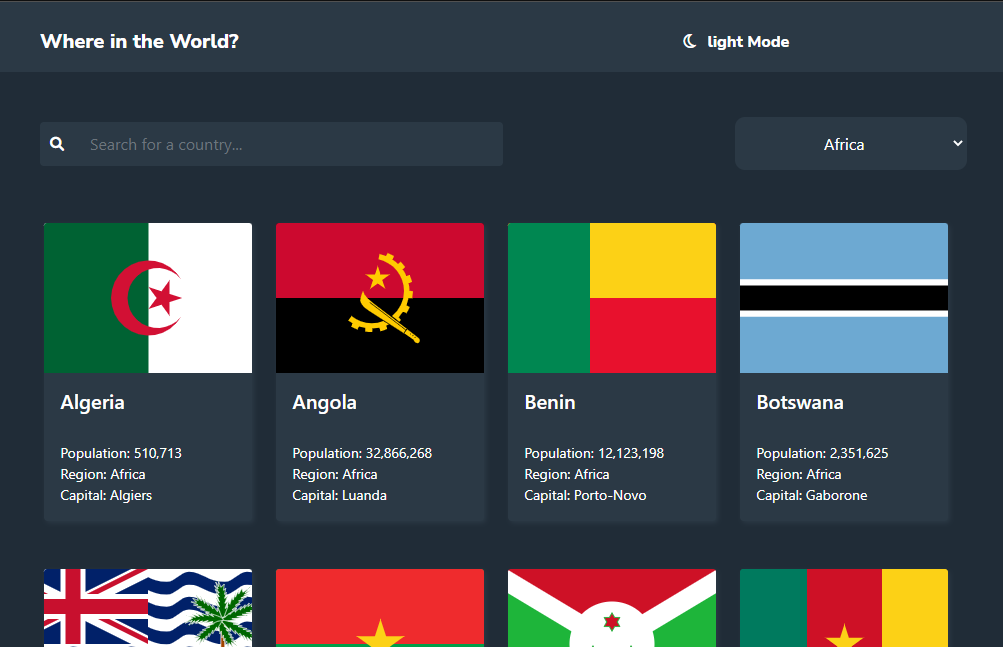 Where in the World?
light Mode
Search for a country...
Africa
Algeria
Population: 510,713
Region: Africa
Capital: Algiers
Angola
Population: 32,866,268
Region: Africa
Capital: Luanda
Benin
Population: 12,123,198
Region: Africa
Capital: Porto-Novo
Botswana
Population: 2,351,625
Region: Africa
Capital: Gaborone